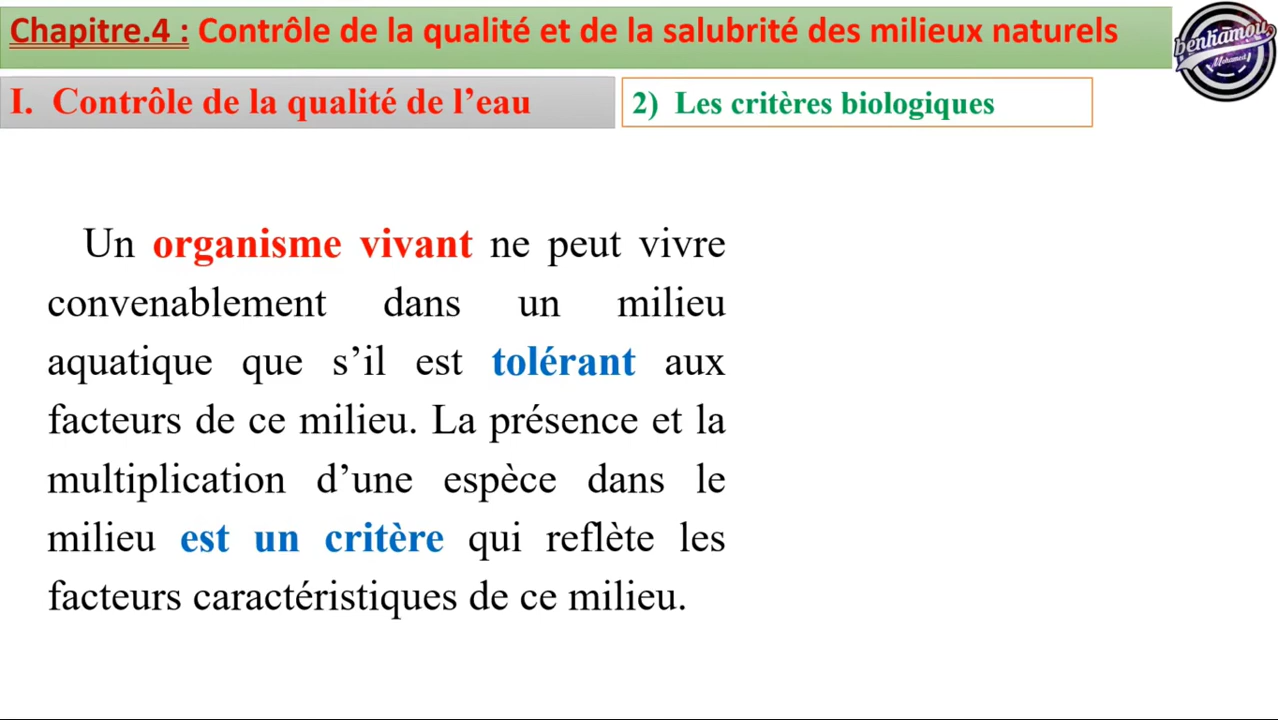 Chapitre.4 : Contrôle de la qualité et de la salubrité des milieux naturels
benhamou
Mohamed
I. Contrôle de la qualité de l’eau
2) Les critères biologiques
Un organisme vivant ne peut vivre
convenablement dans un milieu
aquatique que s’il est tolérant aux
facteurs de ce milieu. La présence et la
multiplication d’une espèce dans le
milieu est un critère qui reflète les
facteurs caractéristiques de ce milieu.